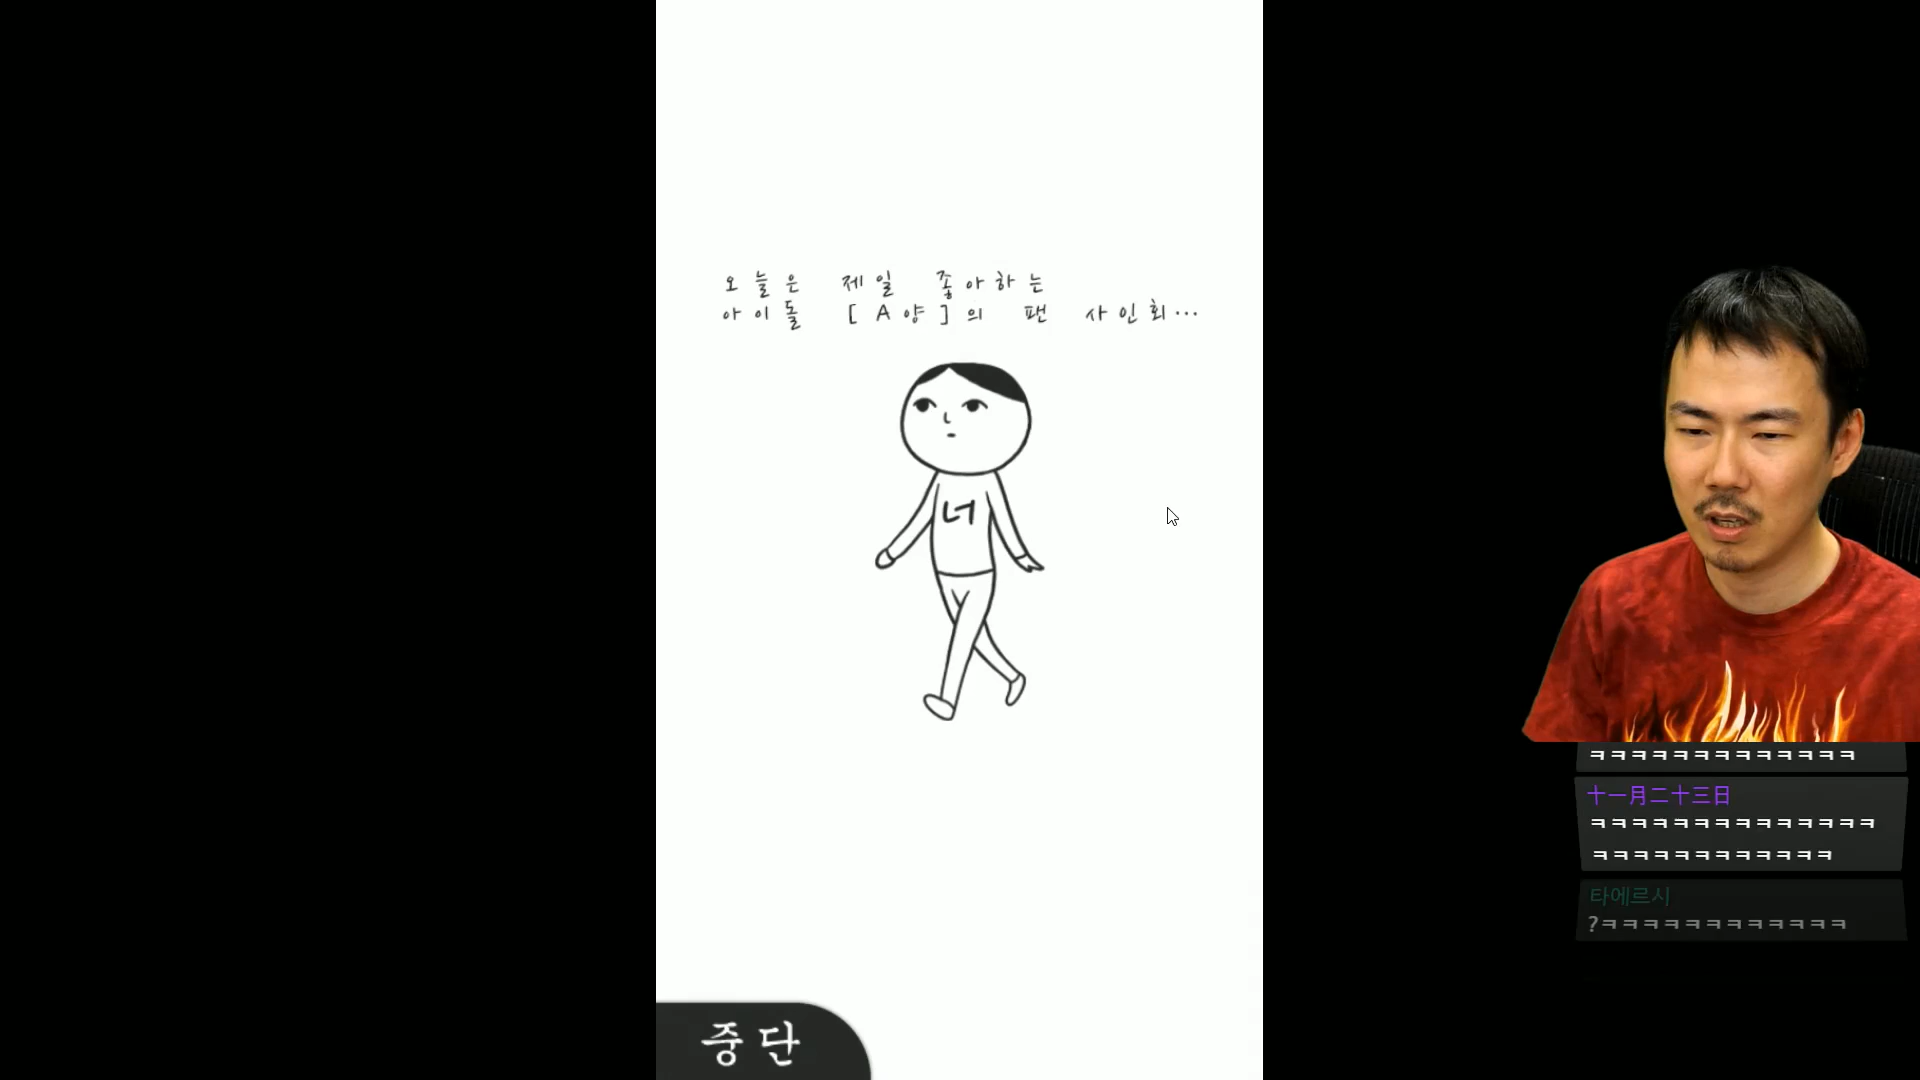 오늘은 제일 좋아하는
아이돌 [A양]의 팬 사인회…
너
중단
ㅋㅋㅋㅋㅋㅋㅋㅋㅋㅋㅋㅋㅋ
十一月二十三日
ㅋㅋㅋㅋㅋㅋㅋㅋㅋㅋㅋㅋㅋㅋ
ㅋㅋㅋㅋㅋㅋㅋㅋㅋㅋㅋㅋ
타에르시
?ㅋㅋㅋㅋㅋㅋㅋㅋㅋㅋㅋㅋ